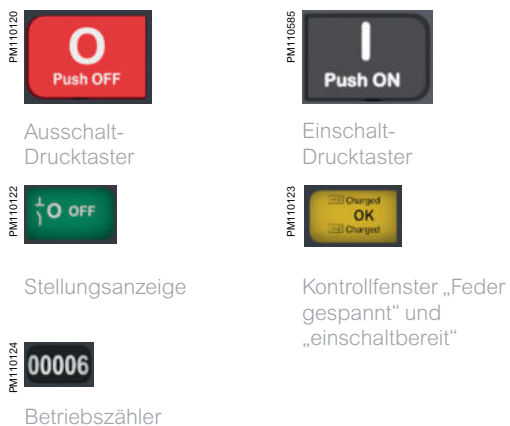 PM110120
O
Push OFF
Ausschalt-
Drucktaster
PM110585
I
Push ON
Einschalt-
Drucktaster
PM110122
O OFF
Stellungsanzeige
PM110123
Charged
OK
Charged
Kontrollfenster „Feder
gespannt“ und
„einschaltbereit“
PM110124
00006
Betriebszähler